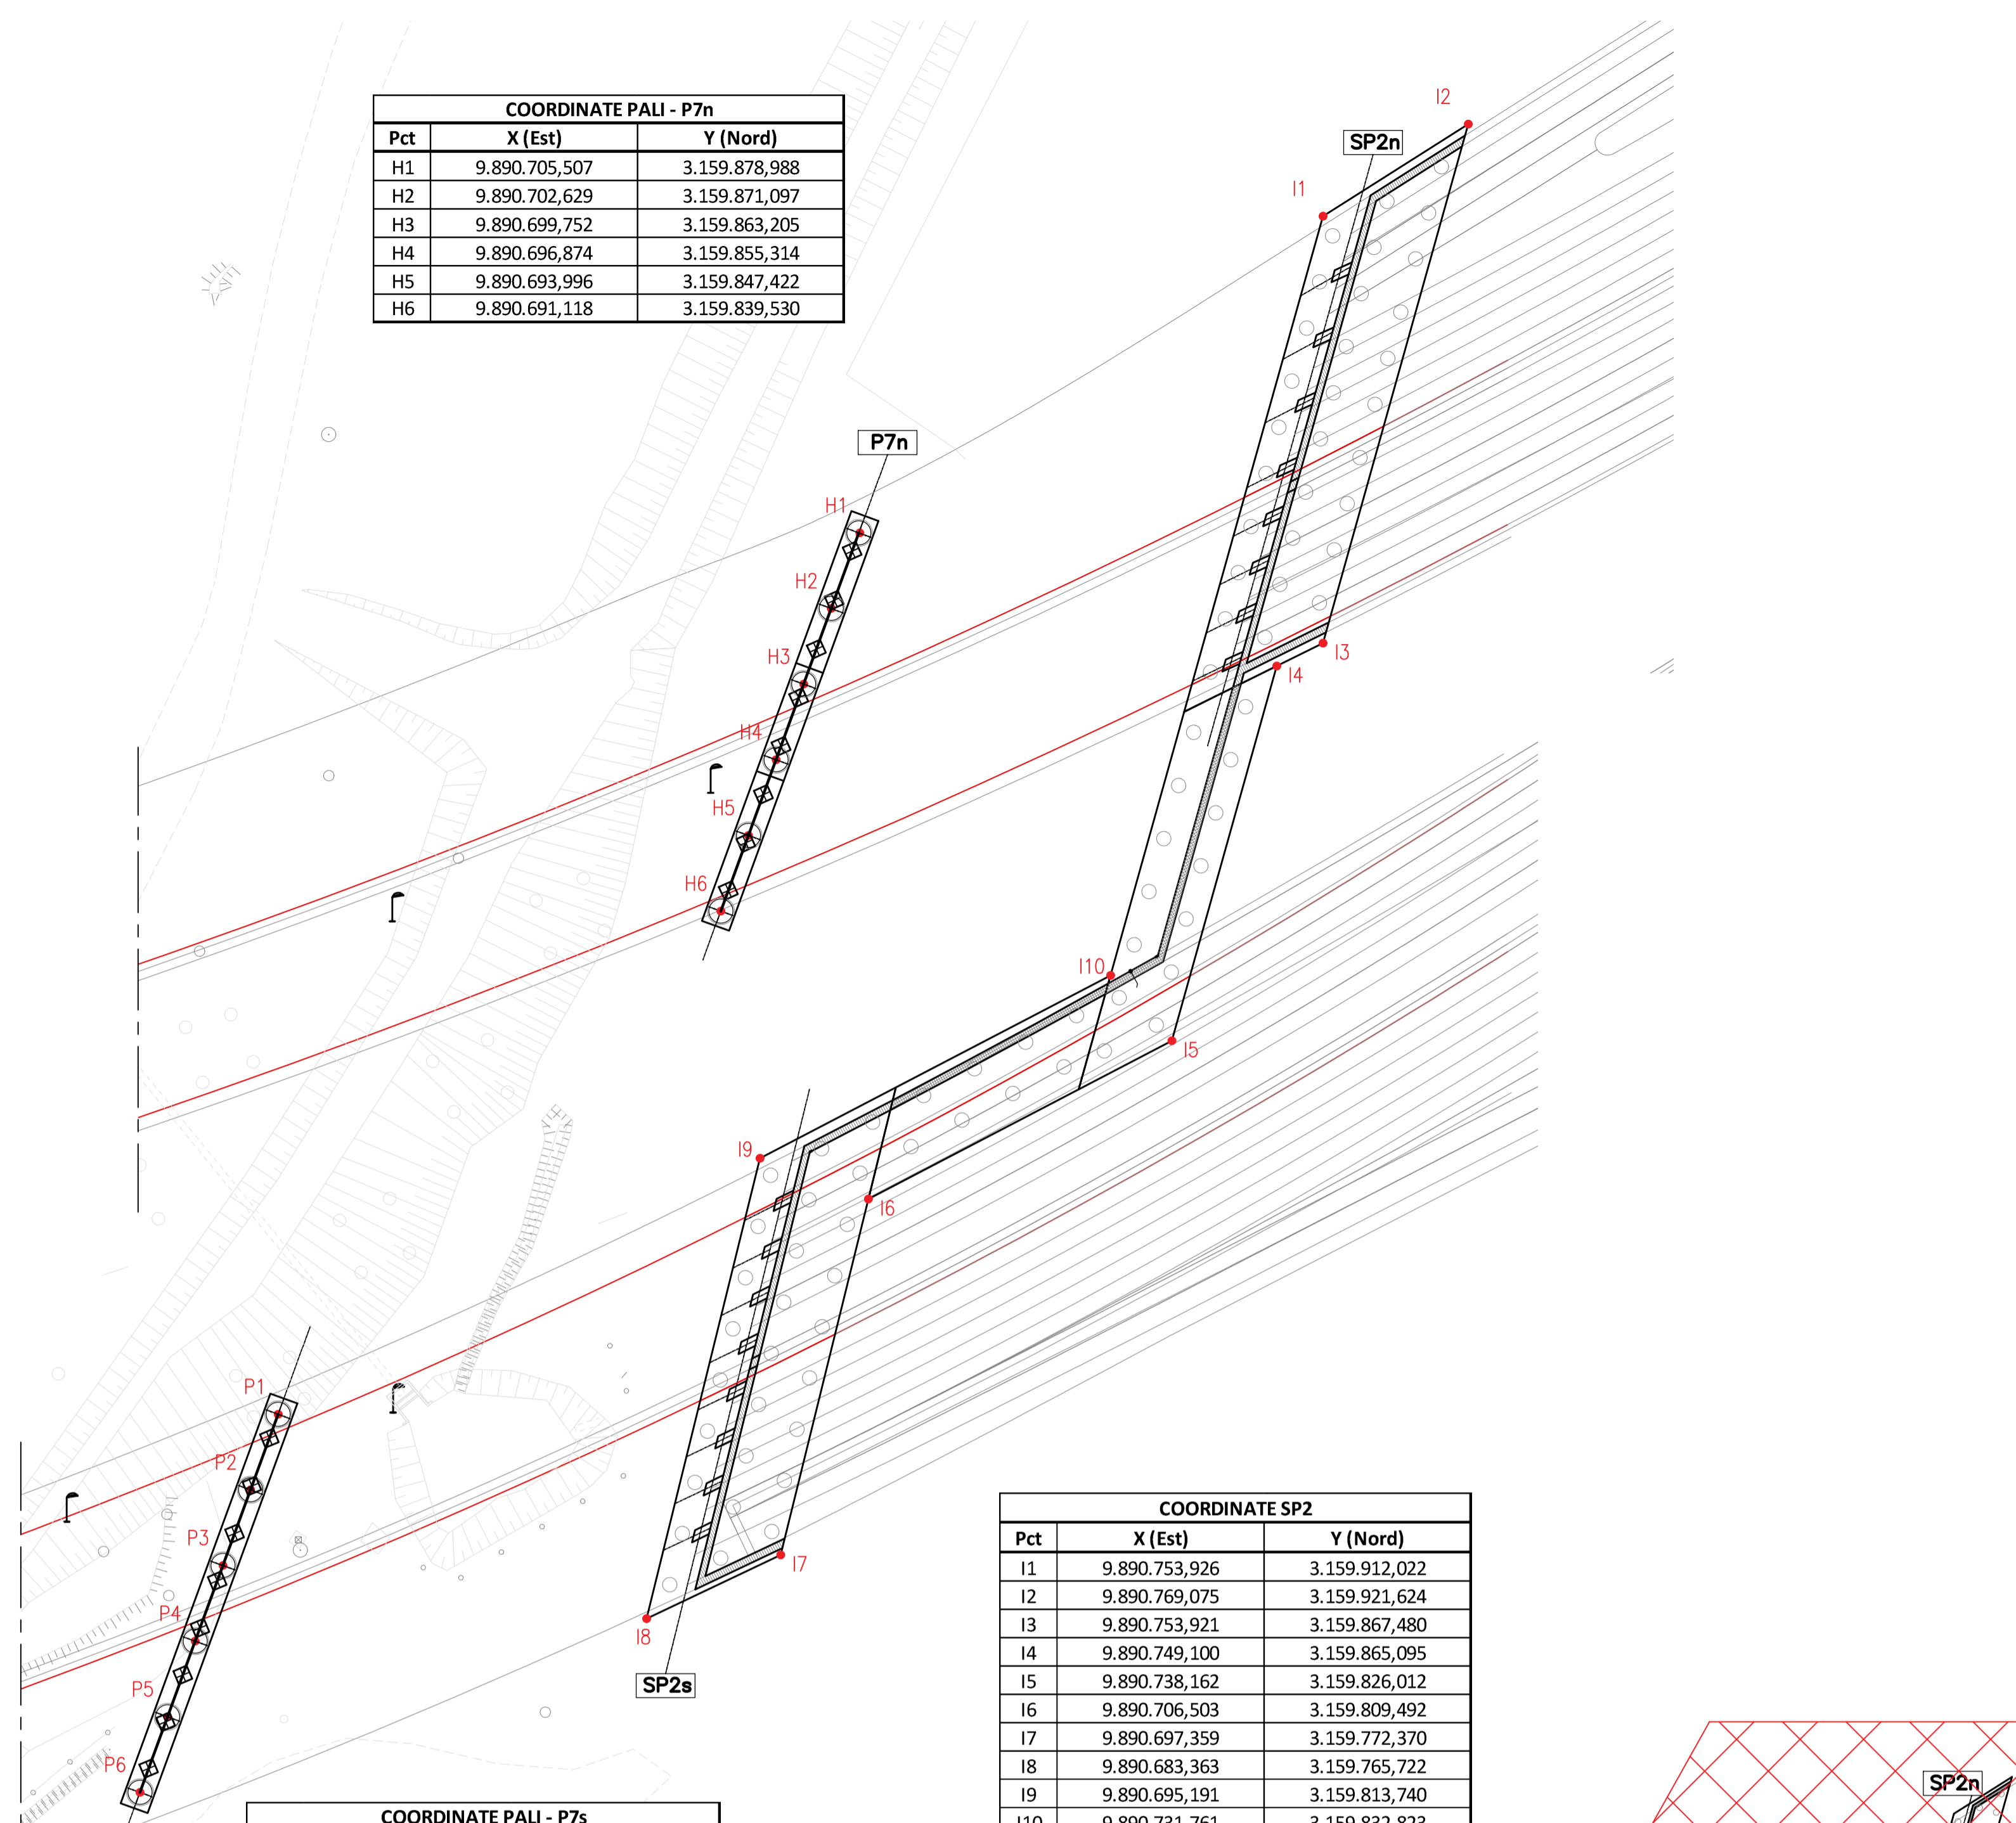 COORDINATE PALI - P7n
Pct X (Est) Y (Nord)
H1 9.890.705,507 3.159.878,988
H2 9.890.702,629 3.159.871,097
H3 9.890.699,752 3.159.863,205
H4 9.890.696,874 3.159.855,314
H5 9.890.693,996 3.159.847,422
H6 9.890.691,118 3.159.839,530
I2
SP2n
I1
P7n
H1
H2
H3
I3
I4
H4
H5
H6
I10
I5
I9
I6
P1
P2
P3
I7
P4
I8
SP2s
P5
P6
COORDINATE SP2
Pct X (Est) Y (Nord)
I1 9.890.753,926 3.159.912,022
I2 9.890.769,075 3.159.921,624
I3 9.890.753,921 3.159.867,480
I4 9.890.749,100 3.159.865,095
I5 9.890.738,162 3.159.826,012
I6 9.890.706,503 3.159.809,492
I7 9.890.697,359 3.159.772,370
I8 9.890.683,363 3.159.765,722
I9 9.890.695,191 3.159.813,740
I10 9.890.731,761 3.159.832,823
COORDINATE PALI - P7s
SP2n